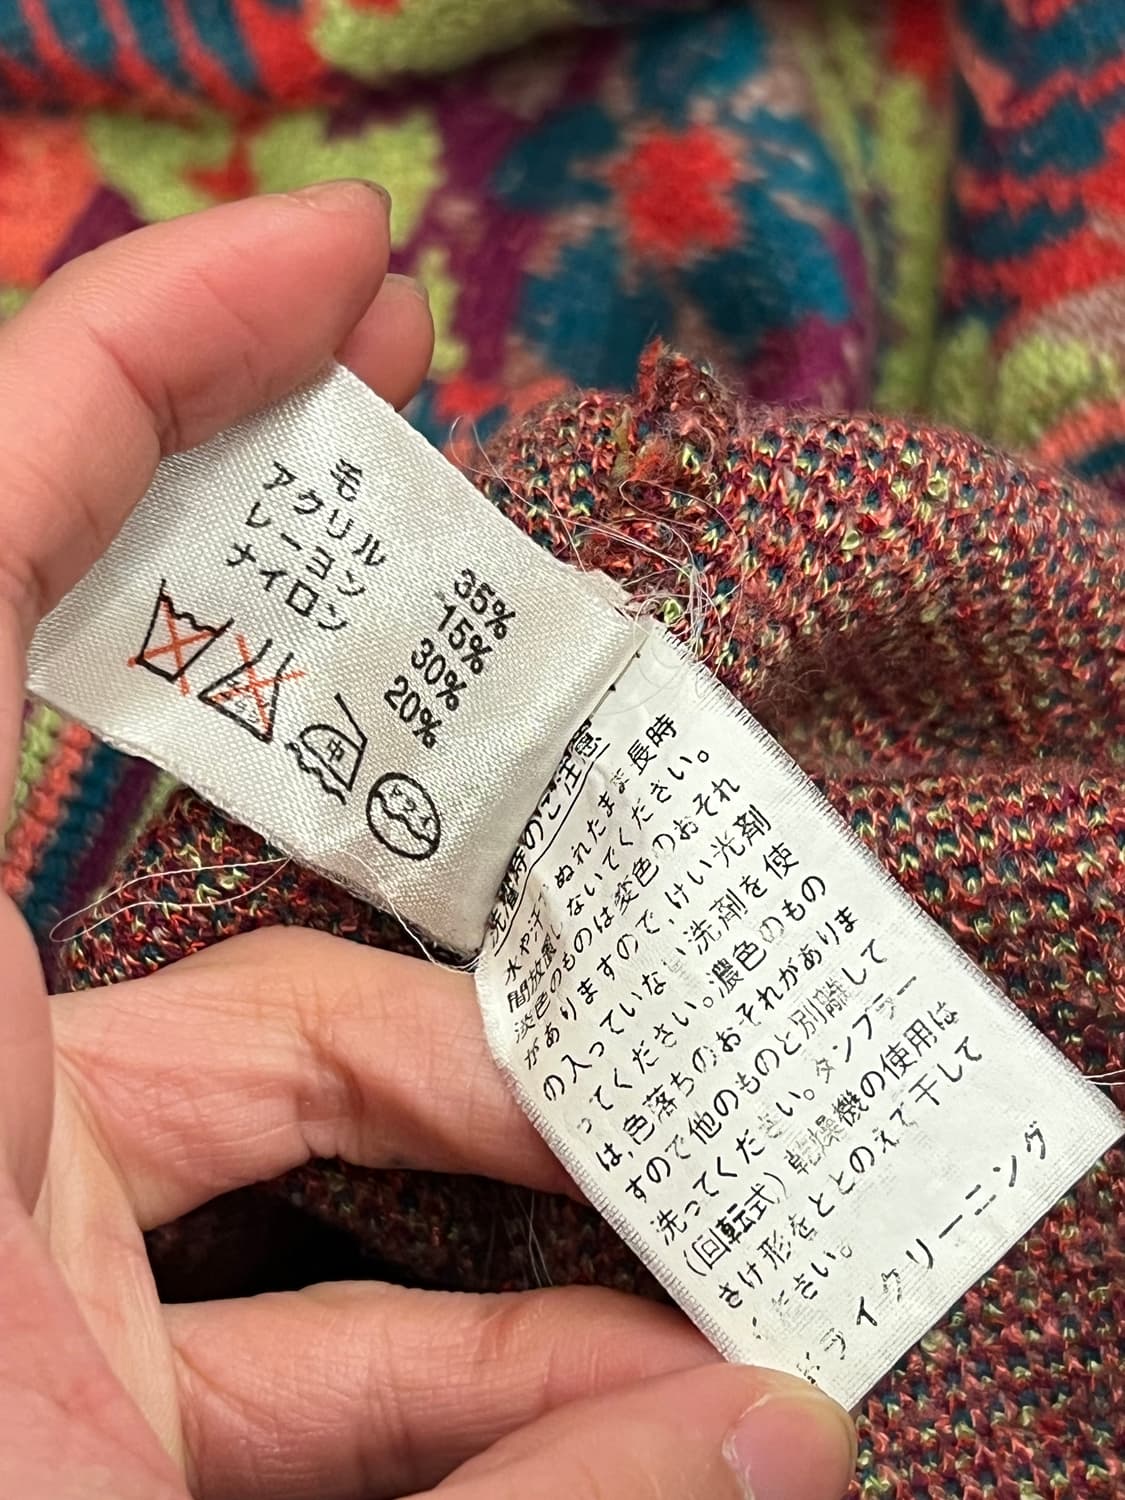 毛 35%
アクリル 15%
レーヨン 30%
ナイロン 20%
中
洗濯時のご注意
水や汗 ぬれたまま長時
間放置し ないでください。
淡色のものは変色のおそれ
がありますので、けい光剤
の入っていない洗剤を使
ってください。濃色のもの
は、色落ちのおそれがありま
すので他のものと別離して
洗ってください。タンブラー
(回転式)乾燥機の使用は
さけ形をととのえて干して
ください。
ドライクリーニング